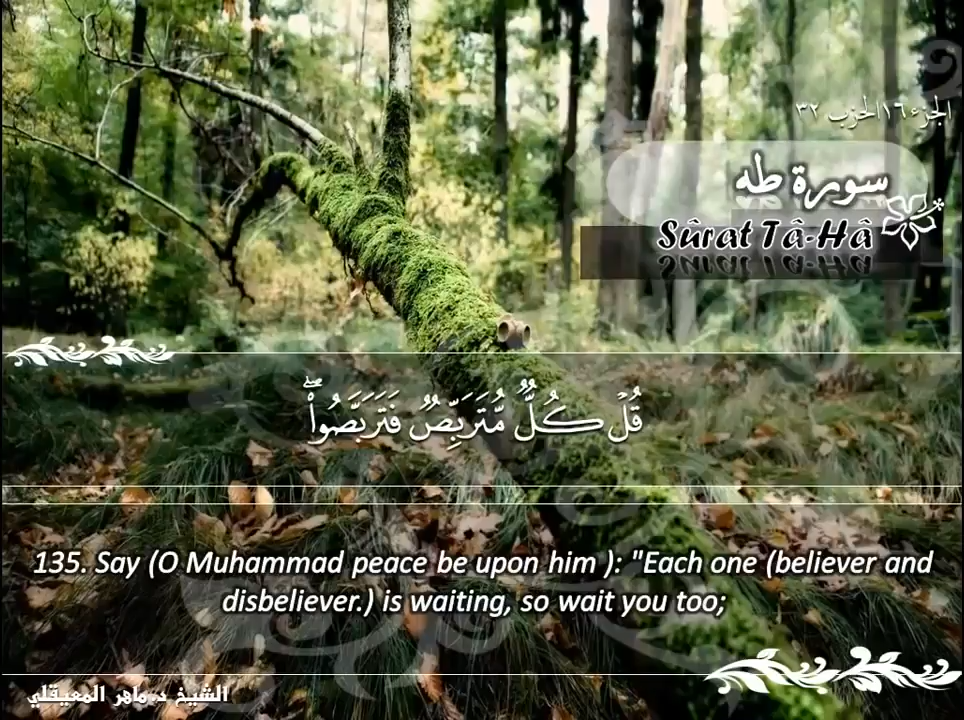 الجزء ١٦ الحزب ٣٢
سورة طه
Sûrat Tâ-Hâ
قُلْ كُلٌّ مُّتَرَبِّصٌ فَتَرَبَّصُوا۟ ۖ
135. Say (O Muhammad peace be upon him ): "Each one (believer and
disbeliever.) is waiting, so wait you too;
الشيخ د.ماهر المعيقلي